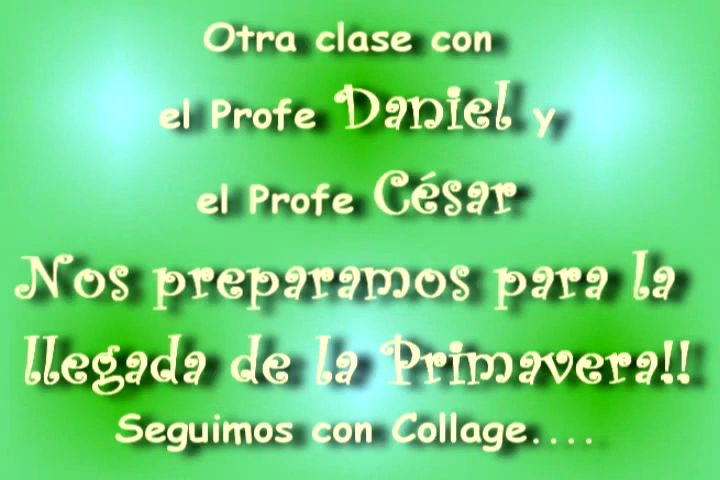 Otra clase con
el Profe Daniel y
el Profe César
Nos preparamos para la
llegada de la Primavera!!
Seguimos con Collage....